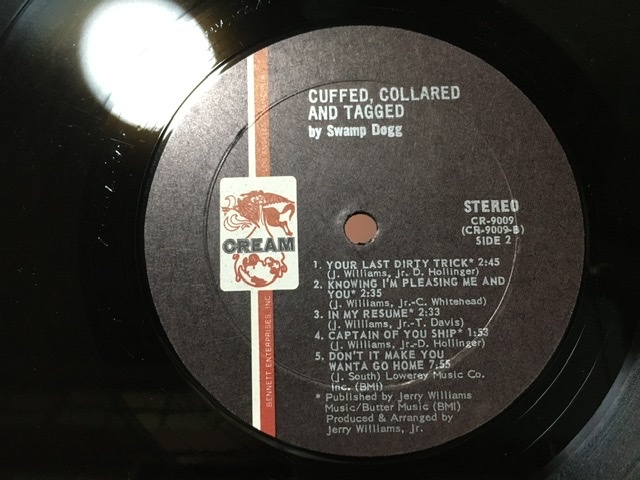 CUFFED, COLLARED
AND TAGGED
by Swamp Dogg
CREAM
STEREO
CR-9009
(CR-9009-B)
SIDE 2
1. YOUR LAST DIRTY TRICK* 2:45
(J. Williams, Jr. D. Hollinger)
2. KNOWING I'M PLEASING ME AND
YOU* 2:35
(J. Williams, Jr.-C. Whitehead)
3. IN MY RESUME* 2:33
(J. Williams, Jr.-T. Davis)
4. CAPTAIN OF YOU SHIP* 1:53
(J. Williams, Jr.-D. Hollinger)
5. DON'T IT MAKE YOU
WANTA GO HOME 7:55
(J. South) Lowerey Music Co.
Inc. (BMI)
* Published by Jerry Williams
Music/Butter Music (BMI)
Produced & Arranged by
Jerry Williams, Jr.
BENNETT ENTERPRISES, INC.